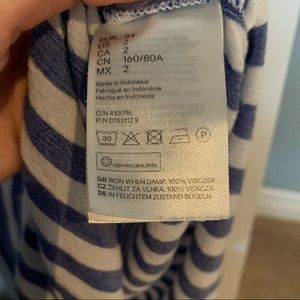 EUR 34
US 2
CA 2
CN 160/80A
MX 2
Made in Indonesia
Fabriqué en Indonésie
Hecho en Indonesia
O/N 410096
P/N 0743112 9
30
P
clevercare.info
GB IRON WHEN DAMP. 100% VISCOSE.
CZ ŽEHLIT ZA VLHKA. 100% VISKÓZA.
DE IN FEUCHTEM ZUSTAND BÜGELN.